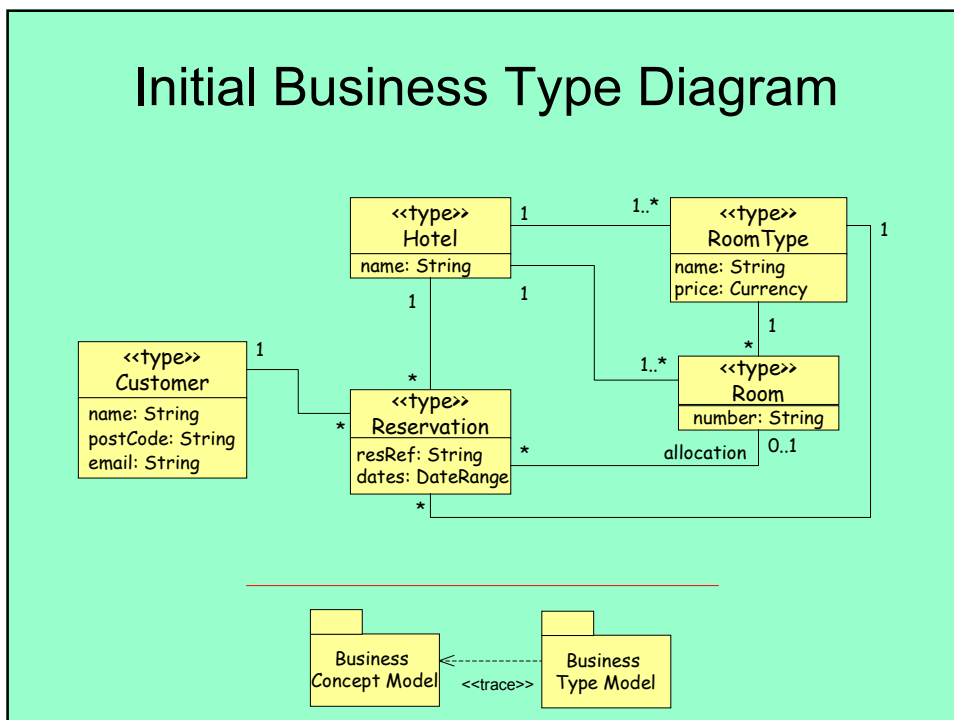 Initial Business Type Diagram
<<type>>
Hotel
name: String
1
1..*
<<type>>
RoomType
name: String
price: Currency
1
1
1
1
*
1..*
<<type>>
Room
number: String
<<type>>
Customer
name: String
postCode: String
email: String
1
*
*
<<type>>
Reservation
resRef: String
dates: DateRange
*
allocation
0..1
*
Business
Concept Model
<<trace>>
Business
Type Model